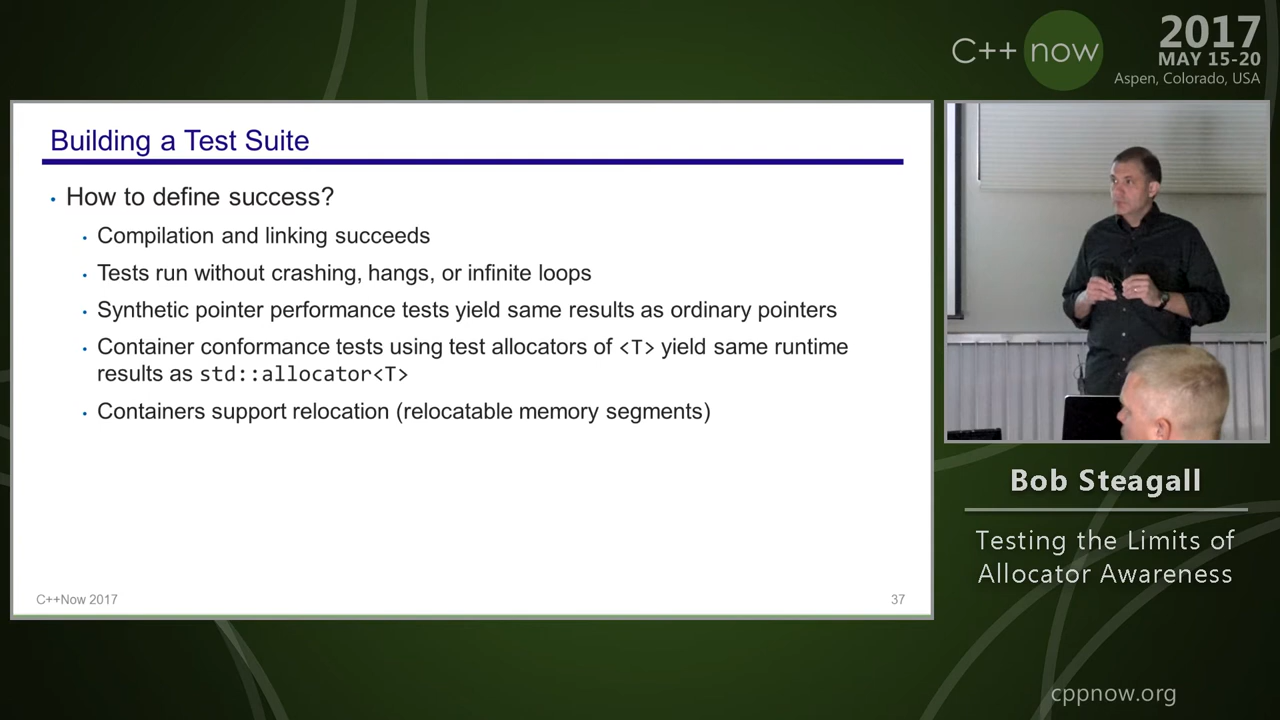 C++ now
2017
MAY 15-20
Aspen, Colorado, USA
Building a Test Suite
• How to define success?
• Compilation and linking succeeds
• Tests run without crashing, hangs, or infinite loops
• Synthetic pointer performance tests yield same results as ordinary pointers
• Container conformance tests using test allocators of <T> yield same runtime
results as std::allocator<T>
• Containers support relocation (relocatable memory segments)
C++Now 2017
37
Bob Steagall
Testing the Limits of
Allocator Awareness
cppnow.org